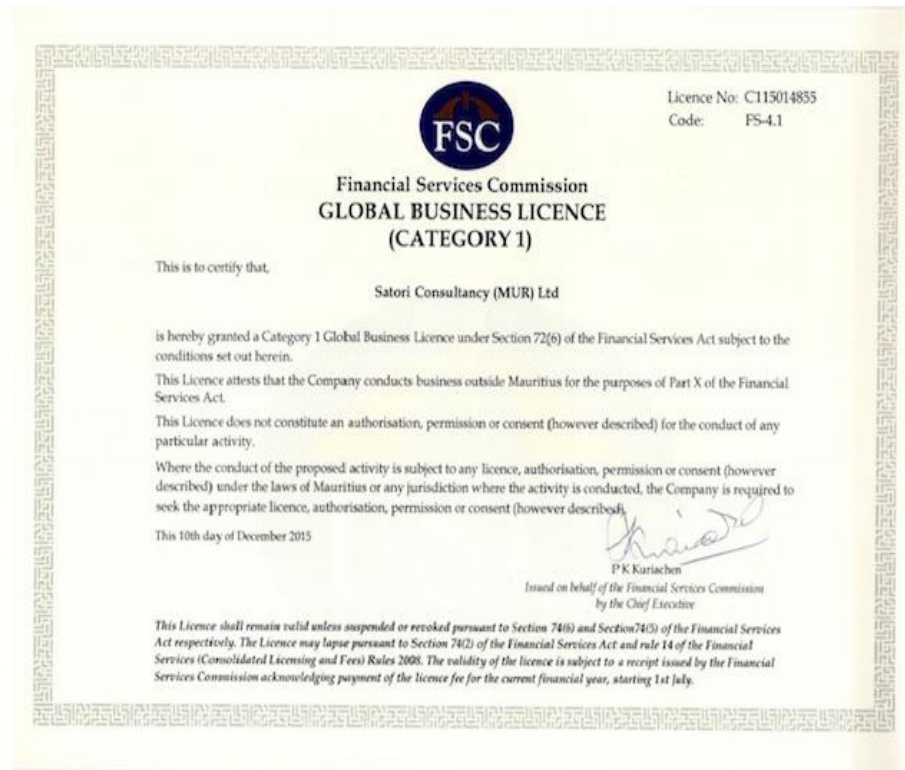 Licence No: C115014855
Code: FS-4.1
FSC
Financial Services Commission
GLOBAL BUSINESS LICENCE
(CATEGORY 1)
This is to certify that,
Satori Consultancy (MUR) Ltd
is hereby granted a Category 1 Global Business Licence under Section 72(6) of the Financial Services Act subject to the
conditions set out herein.
This Licence attests that the Company conducts business outside Mauritius for the purposes of Part X of the Financial
Services Act.
This Licence does not constitute an authorisation, permission or consent (however described) for the conduct of any
particular activity.
Where the conduct of the proposed activity is subject to any licence, authorisation, permission or consent (however
described) under the laws of Mauritius or any jurisdiction where the activity is conducted, the Company is required to
seek the appropriate licence, authorisation, permission or consent (however described).
This 10th day of December 2015
P K Kuriachen
Issued on behalf of the Financial Services Commission
by the Chief Executive
This Licence shall remain valid unless suspended or revoked pursuant to Section 74(6) and Section74(5) of the Financial Services
Act respectively. The Licence may lapse pursuant to Section 74(2) of the Financial Services Act and rule 14 of the Financial
Services (Consolidated Licensing and Fees) Rules 2008. The validity of the licence is subject to a receipt issued by the Financial
Services Commission acknowledging payment of the licence fee for the current financial year, starting 1st July.